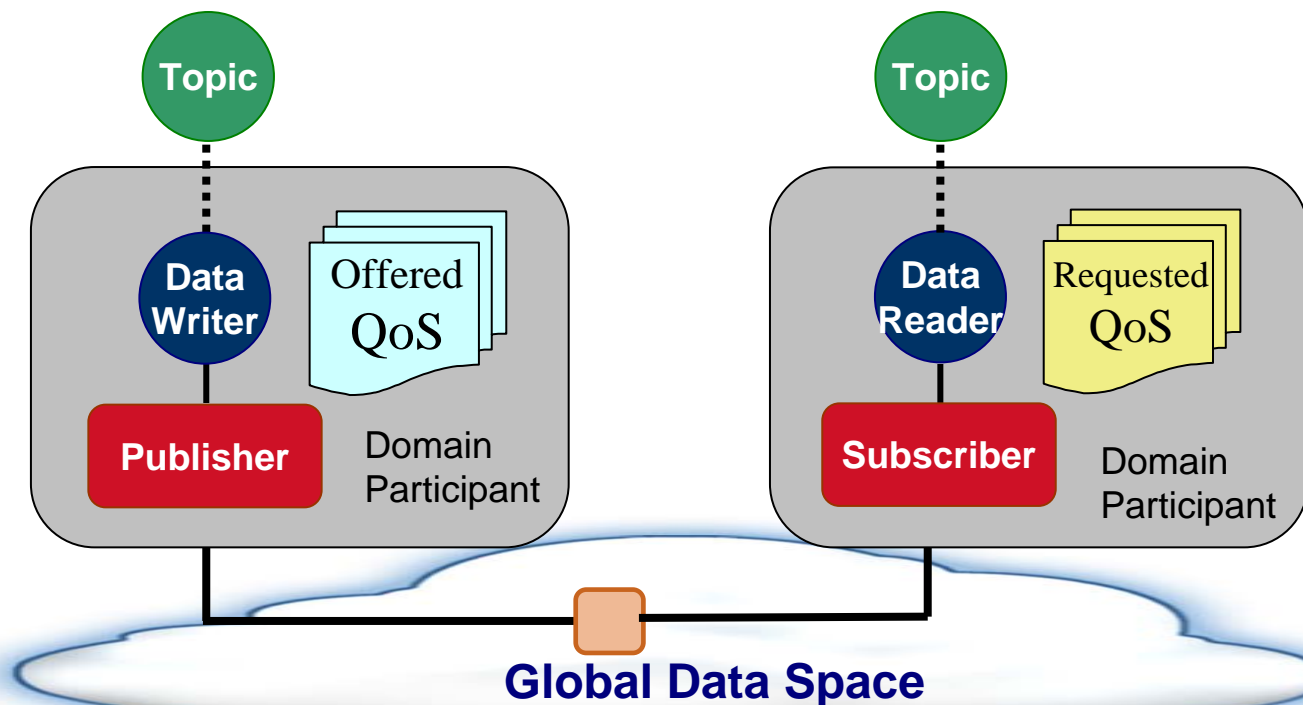 Topic
Topic
Data
Writer
Offered
QoS
Data
Reader
Requested
QoS
Publisher
Domain
Participant
Subscriber
Domain
Participant
Global Data Space